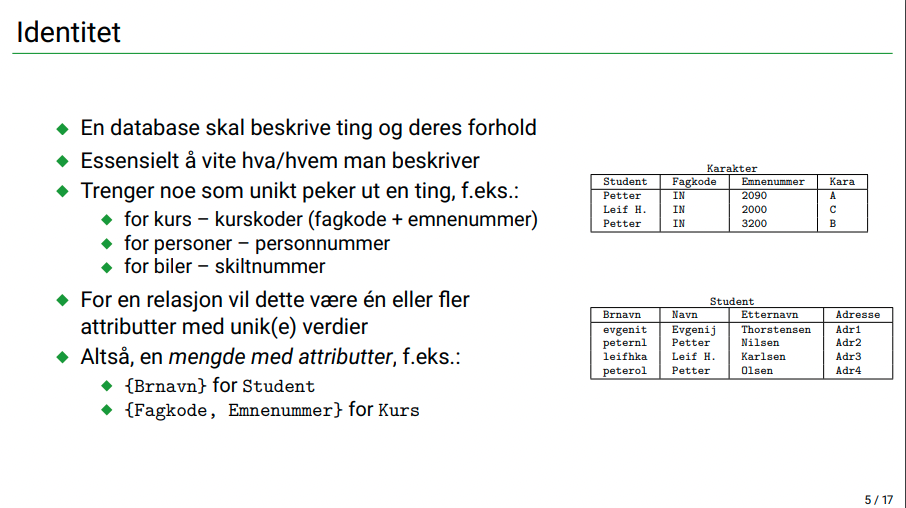 Identitet
En database skal beskrive ting og deres forhold
Essensielt å vite hva/hvem man beskriver
Trenger noe som unikt peker ut en ting, f.eks.:
for kurs – kurskoder (fagkode + emnenummer)
for personer – personnummer
for biler – skiltnummer
For en relasjon vil dette være én eller fler
attributter med unik(e) verdier
Altså, en mengde med attributter, f.eks.:
{Brnavn} for Student
{Fagkode, Emnenummer} for Kurs
Karakter
Student Fagkode Emnenummer Kara
Petter IN 2090 A
Leif H. IN 2000 C
Petter IN 3200 B
Student
Brnavn Navn Etternavn Adresse
evgenit Evgenij Thorstensen Adr1
peternl Petter Nilsen Adr2
leifhka Leif H. Karlsen Adr3
peterol Petter Olsen Adr4
5 / 17